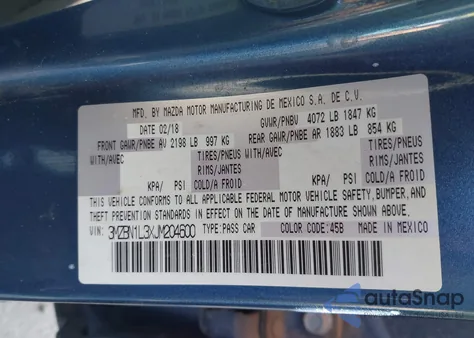 MFD. BY MAZDA MOTOR MANUFACTURING DE MEXICO S.A. DE C.V.
DATE 02/18 GVWR/PNBV 4072 LB 1847 KG
FRONT GAWR/PNBE AV 2198 LB 997 KG REAR GAWR/PNBE AR 1883 LB 854 KG
WITH/AVEC TIRES/PNEUS WITH/AVEC TIRES/PNEUS
RIMS/JANTES RIMS/JANTES
KPA/ PSI COLD/A FROID KPA/ PSI COLD/A FROID
THIS VEHICLE CONFORMS TO ALL APPLICABLE FEDERAL MOTOR VEHICLE SAFETY, BUMPER, AND
THEFT PREVENTION STANDARDS IN EFFECT ON THE DATE OF MANUFACTURE SHOWN ABOVE.
VIN: 3MZBN1L3XJM204600 TYPE: PASS CAR COLOR CODE: 45B MADE IN MEXICO
autoSnap